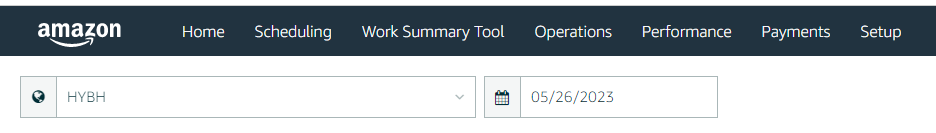 amazon Home Scheduling Work Summary Tool Operations Performance Payments Setup
HYBH 05/26/2023